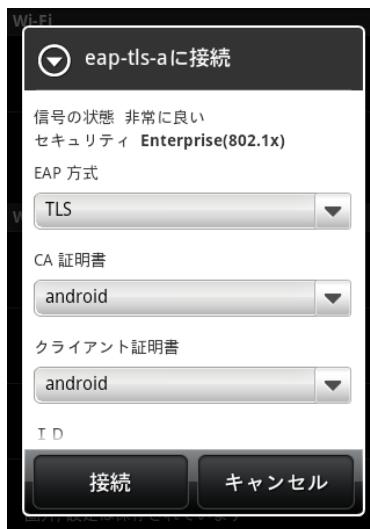 Wi-Fi
eap-tls-aに接続
信号の状態 非常に良い
セキュリティ Enterprise(802.1x)
EAP 方式
TLS
CA 証明書
android
クライアント証明書
android
ID
接続
キャンセル